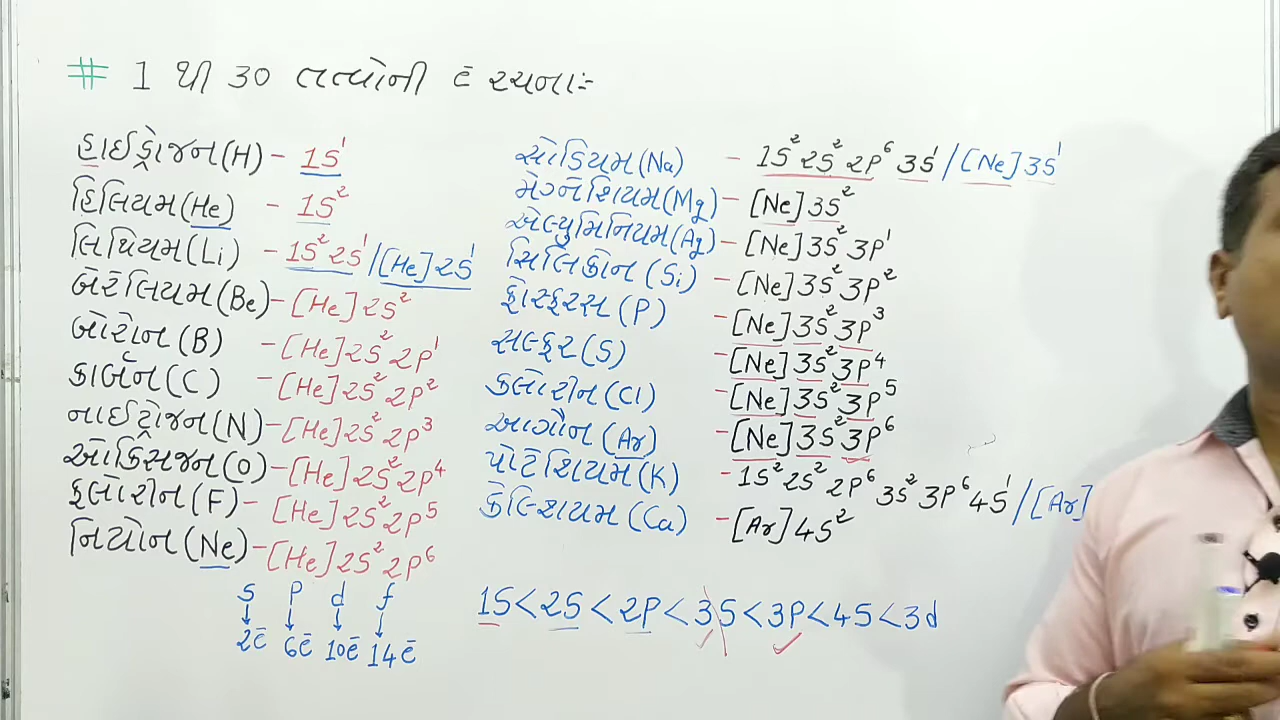 # 1 થી 30 તત્વોની e̅ રચના:-
હાઈડ્રોજન (H) - 1S¹
હિલિયમ (He) - 1S²
લિથિયમ (Li) - 1S² 2S¹ / [He] 2S¹
બેરેલિયમ (Be) - [He] 2S²
બોરોન (B) - [He] 2S² 2P¹
કાર્બન (C) - [He] 2S² 2P²
નાઈટ્રોજન (N) - [He] 2S² 2P³
ઓક્સિજન (O) - [He] 2S² 2P⁴
ફ્લોરીન (F) - [He] 2S² 2P⁵
નિયોન (Ne) - [He] 2S² 2P⁶
S P d f
↓ ↓ ↓ ↓
2e̅ 6e̅ 10e̅ 14e̅
સોડિયમ (Na) - 1S² 2S² 2P⁶ 3S¹ / [Ne] 3S¹
મેગ્નેશિયમ (Mg) - [Ne] 3S²
એલ્યુમિનિયમ (Ag) - [Ne] 3S² 3P¹
સિલિકોન (Si) - [Ne] 3S² 3P²
ફોસ્ફરસ (P) - [Ne] 3S² 3P³
સલ્ફર (S) - [Ne] 3S² 3P⁴
ક્લોરીન (Cl) - [Ne] 3S² 3P⁵
આર્ગોન (Ar) - [Ne] 3S² 3P⁶
પોટેશિયમ (K) - 1S² 2S² 2P⁶ 3S² 3P⁶ 4S¹ / [Ar]
કેલ્શિયમ (Ca) - [Ar] 4S²
1S < 2S < 2P < 3S < 3P < 4S < 3d